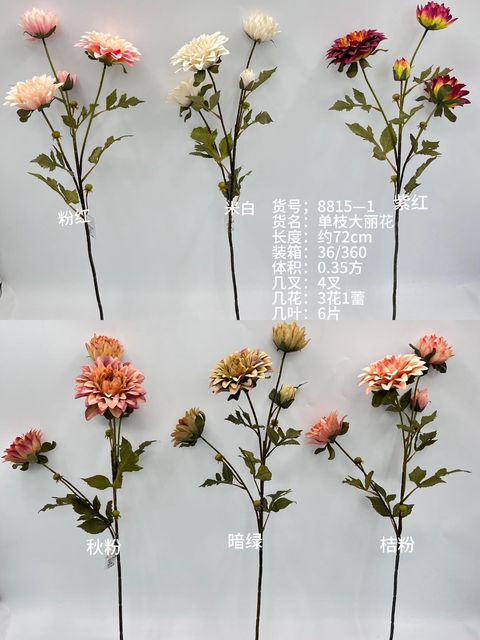 粉红
米白
紫红
货号；8815—1
货名：单枝大丽花
长度：约72cm
装箱：36/360
体积：0.35方
几叉：4叉
几花：3花1蕾
几叶：6片
秋粉
暗绿
桔粉